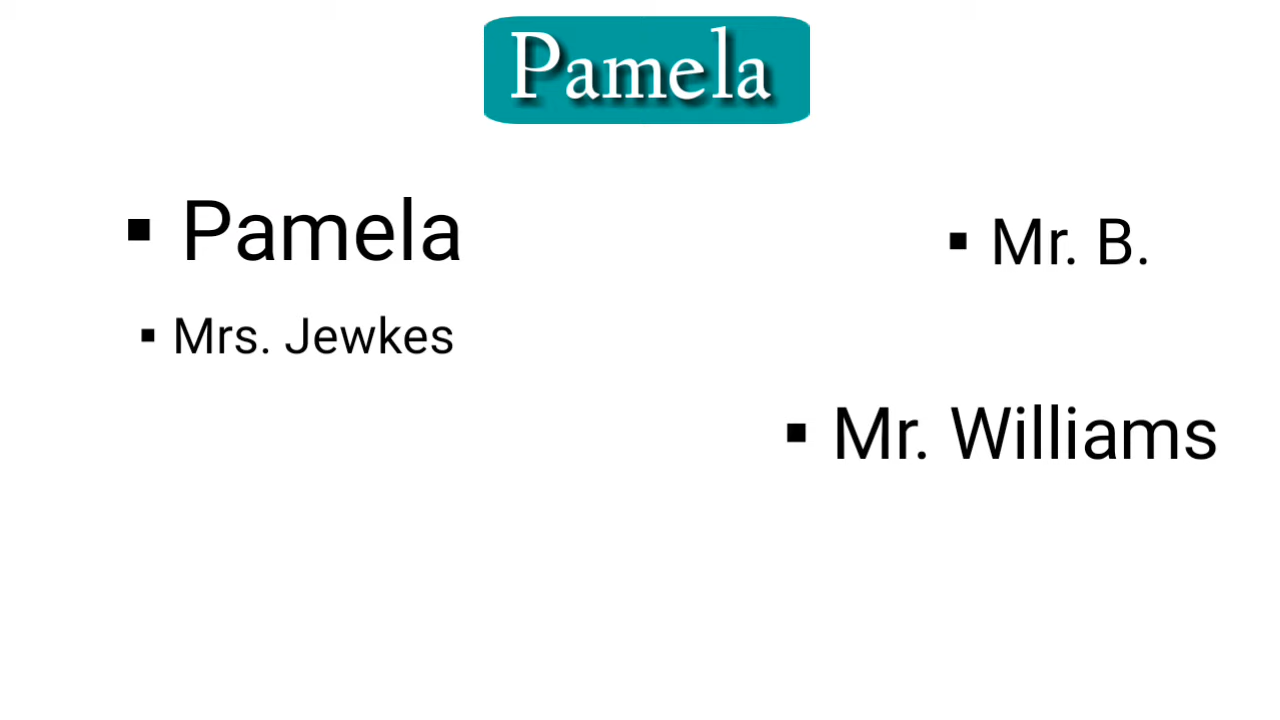 Pamela
▪ Pamela
▪ Mr. B.
▪ Mrs. Jewkes
▪ Mr. Williams